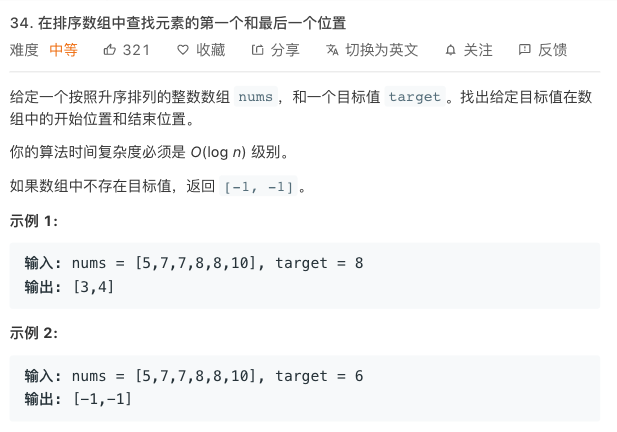 34. 在排序数组中查找元素的第一个和最后一个位置
难度 中等 321 收藏 分享 切换为英文 关注 反馈
给定一个按照升序排列的整数数组 nums，和一个目标值 target。找出给定目标值在数
组中的开始位置和结束位置。
你的算法时间复杂度必须是 O(log n) 级别。
如果数组中不存在目标值，返回 [-1, -1]。
示例 1:
输入: nums = [5,7,7,8,8,10], target = 8
输出: [3,4]
示例 2:
输入: nums = [5,7,7,8,8,10], target = 6
输出: [-1,-1]